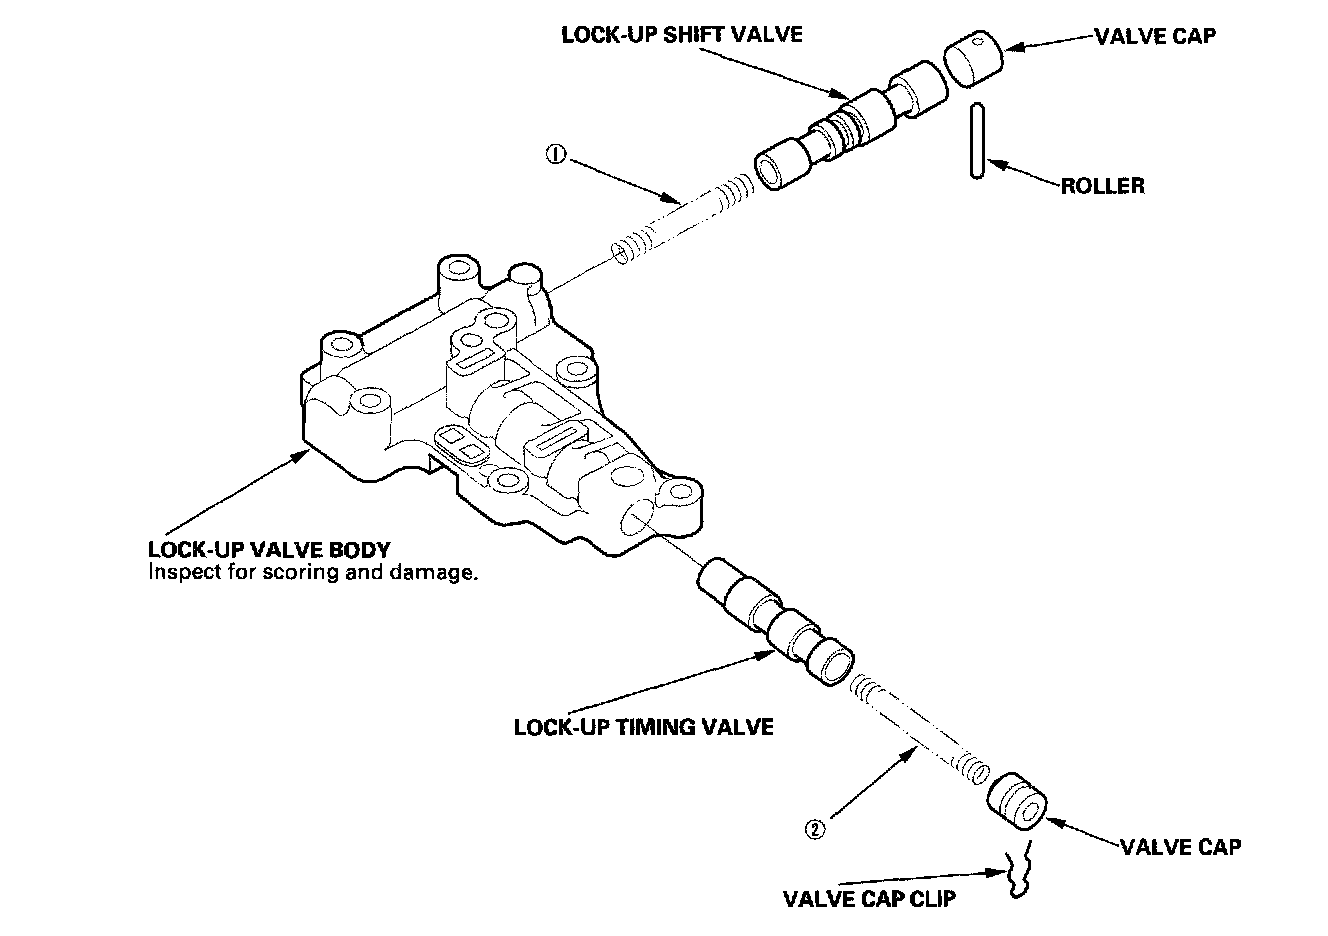 LOCK-UP SHIFT VALVE
VALVE CAP
①
ROLLER
LOCK-UP VALVE BODY
Inspect for scoring and damage.
LOCK-UP TIMING VALVE
②
VALVE CAP
VALVE CAP CLIP